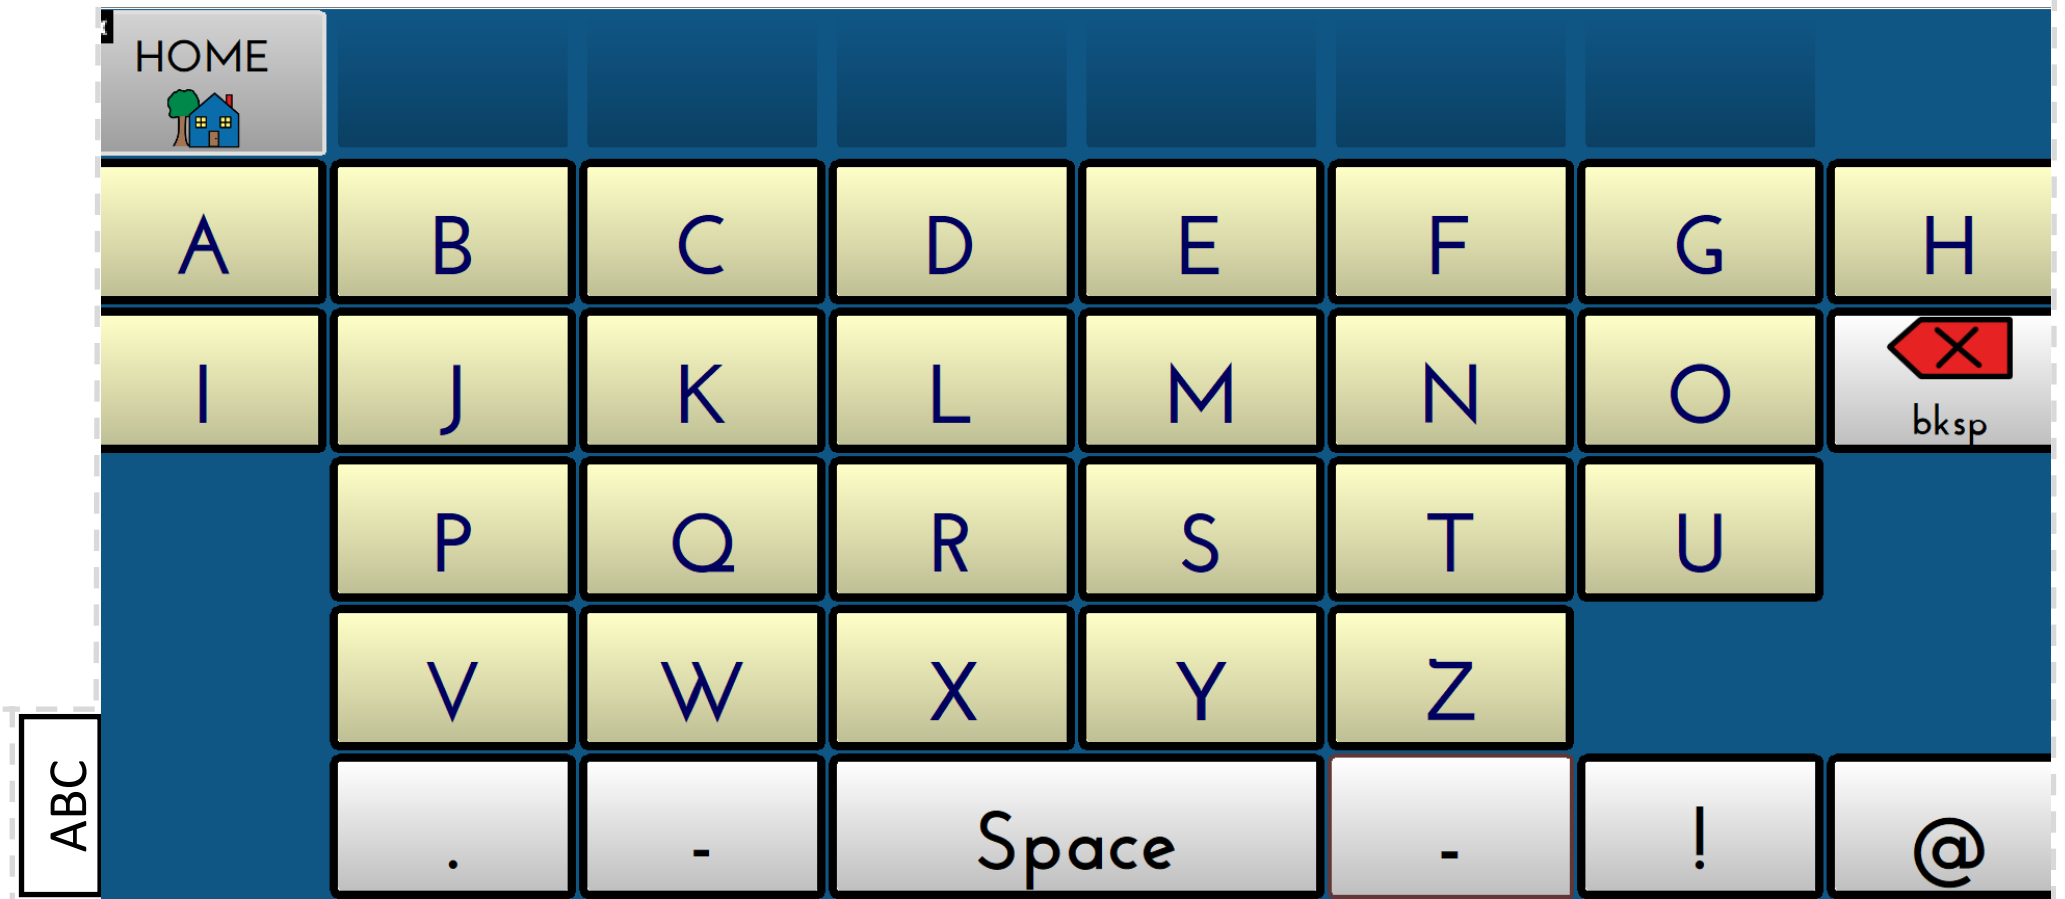 HOME
A B C D E F G H
I J K L M N O
bksp
P Q R S T U
V W X Y Z
. - Space - ! @
ABC